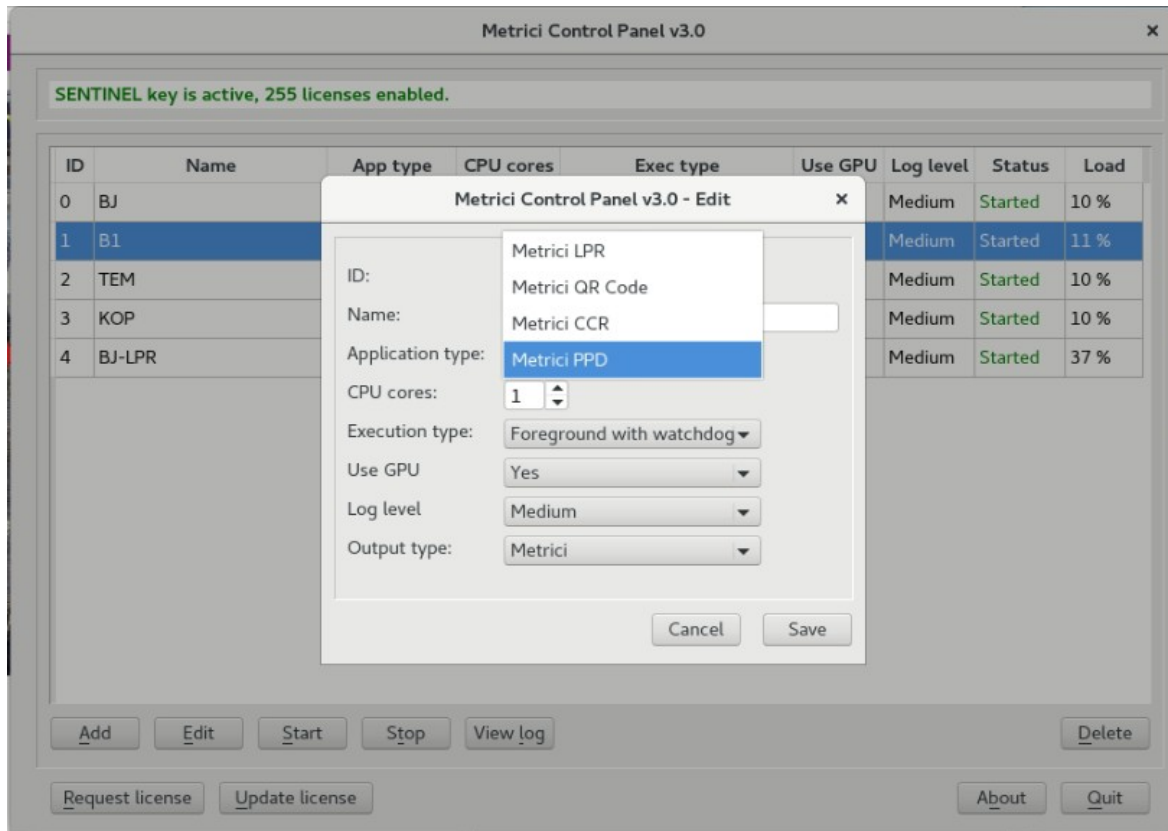 Metrici Control Panel v3.0
SENTINEL key is active, 255 licenses enabled.
ID Name App type CPU cores Exec type Use GPU Log level Status Load
0 BJ Medium Started 10 %
1 B1 Medium Started 11 %
2 TEM Medium Started 10 %
3 KOP Medium Started 10 %
4 BJ-LPR Medium Started 37 %
Metrici Control Panel v3.0 - Edit
ID:
Name:
Application type:
Metrici LPR
Metrici QR Code
Metrici CCR
Metrici PPD
CPU cores: 1
Execution type: Foreground with watchdog
Use GPU Yes
Log level Medium
Output type: Metrici
Cancel Save
Add Edit Start Stop View log Delete
Request license Update license About Quit